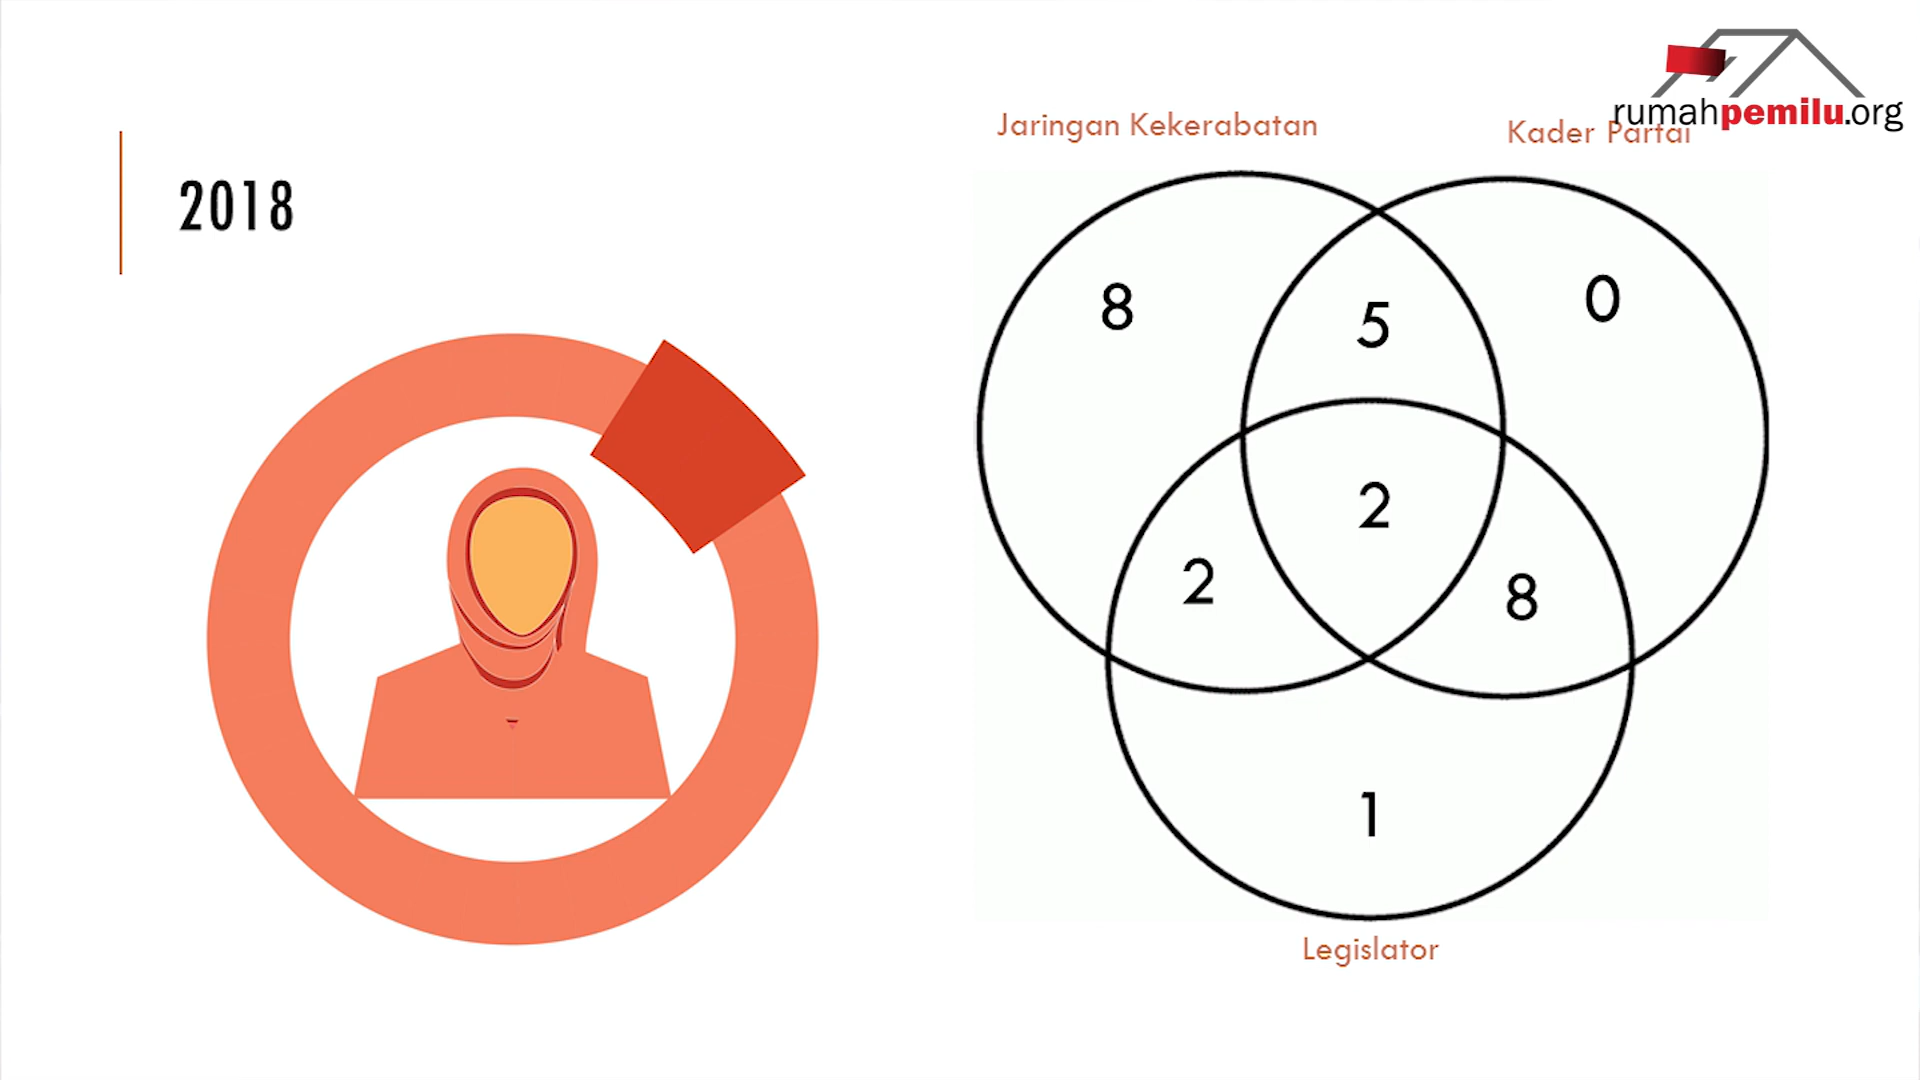 rumahpemilu.org
Jaringan Kekerabatan
Kader Partai
2018
8
5
0
2
2
8
1
Legislator